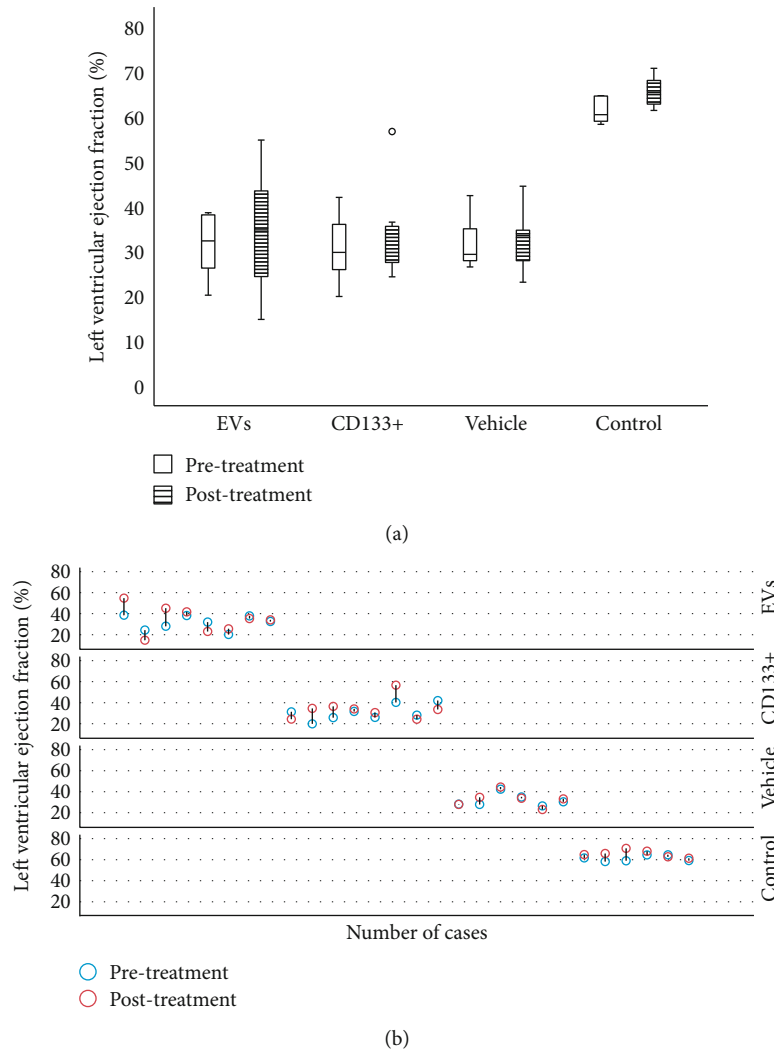 80
70
60
50
40
30
20
10
0
Left ventricular ejection fraction (%)
EVs CD133+ Vehicle Control
Pre-treatment
Post-treatment
(a)
Left ventricular ejection fraction (%)
80
60
40
20
EVs
80
60
40
20
CD133+
80
60
40
20
Vehicle
80
60
40
20
Control
Number of cases
Pre-treatment
Post-treatment
(b)